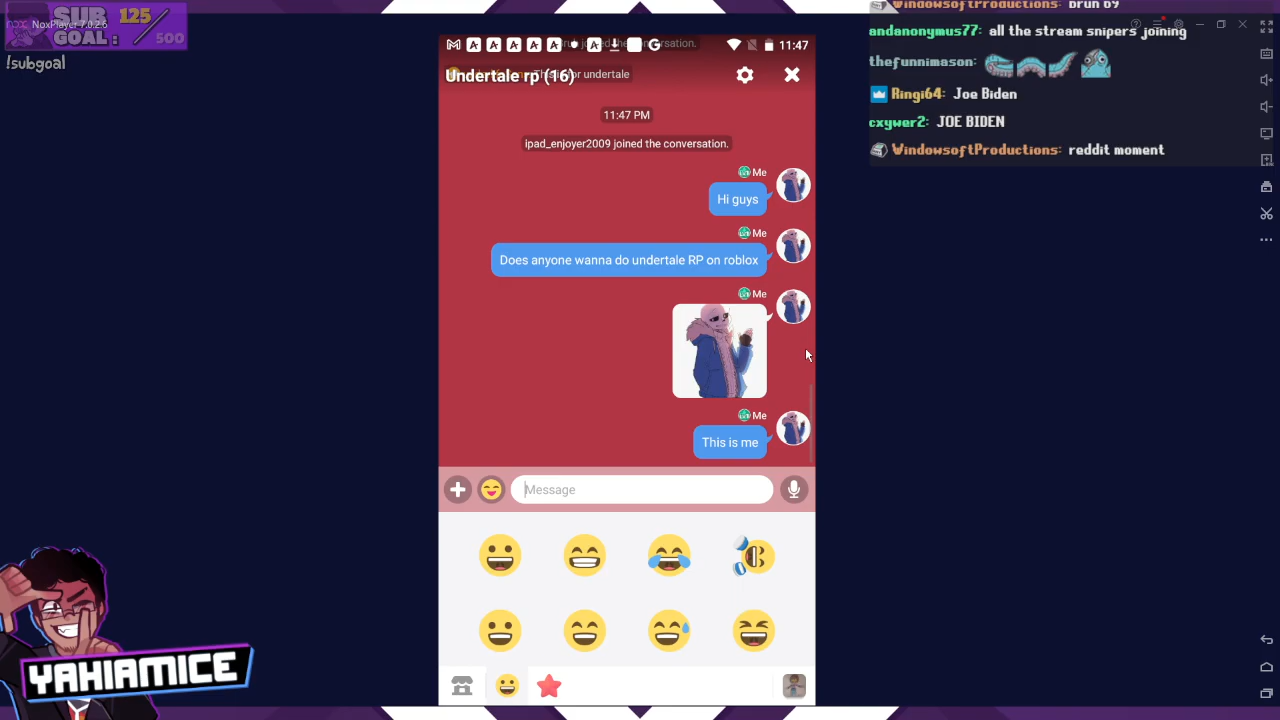 NoxPlayer 7.0.2.6
SUB GOAL : 125 / 500
!subgoal
11:47
Undertale rp (16)
11:47 PM
ipad_enjoyer2009 joined the conversation.
Me
Hi guys
Me
Does anyone wanna do undertale RP on roblox
Me
Me
This is me
Message
WindowsoftProductions: bruh 69
andanonymus77: all the stream snipers joining
thefunnimason:
Ringi64: Joe Biden
cxywer2: JOE BIDEN
WindowsoftProductions: reddit moment
YAHIAMICE